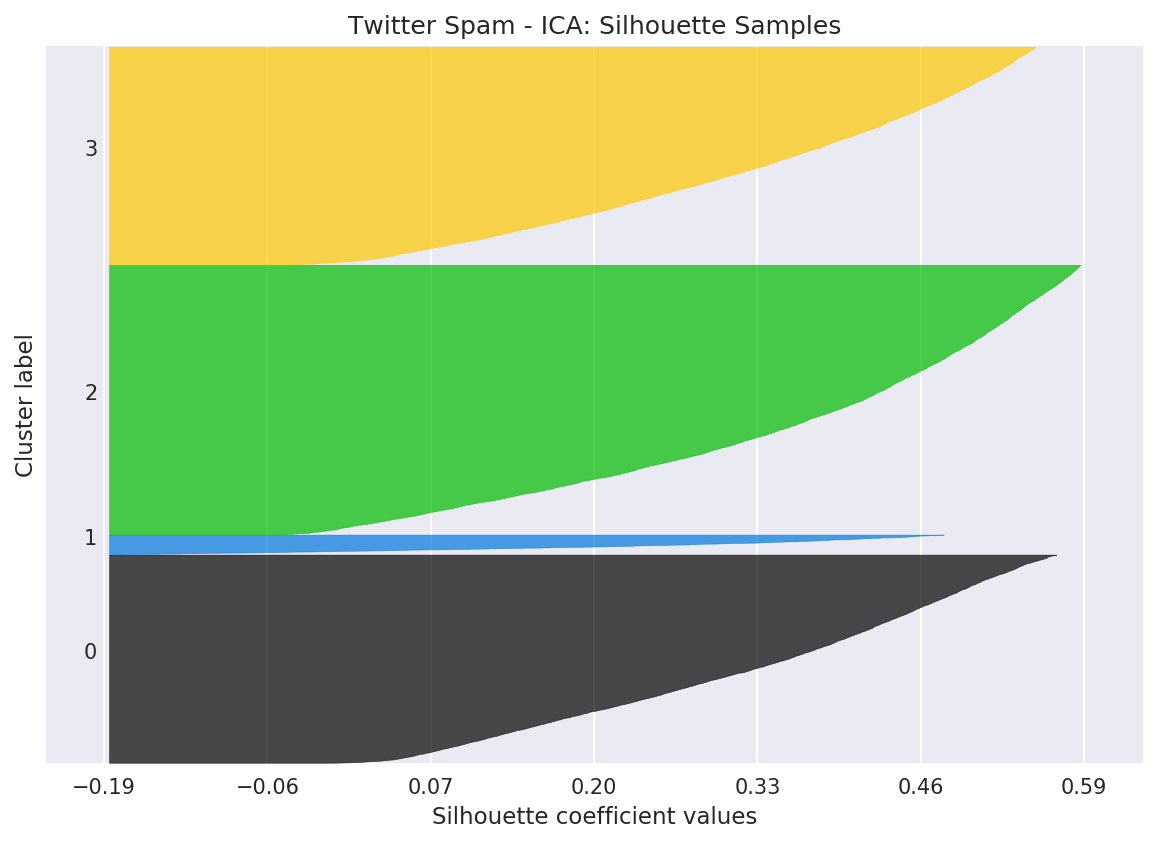 Twitter Spam - ICA: Silhouette Samples
Cluster label
3
2
1
0
−0.19 −0.06 0.07 0.20 0.33 0.46 0.59
Silhouette coefficient values